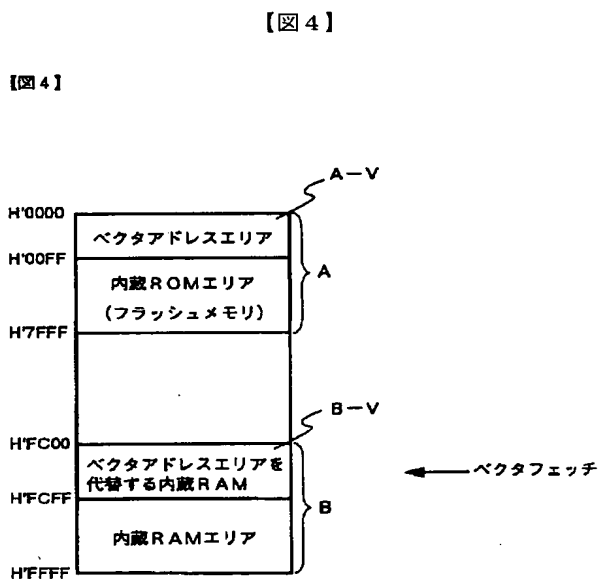 【図4】
【図4】
A-V
H'0000
ベクタアドレスエリア
H'00FF
A
内蔵ROMエリア
(フラッシュメモリ)
H'7FFF
B-V
H'FC00
ベクタアドレスエリアを
代替する内蔵RAM
ベクタフェッチ
H'FCFF
B
内蔵RAMエリア
H'FFFF